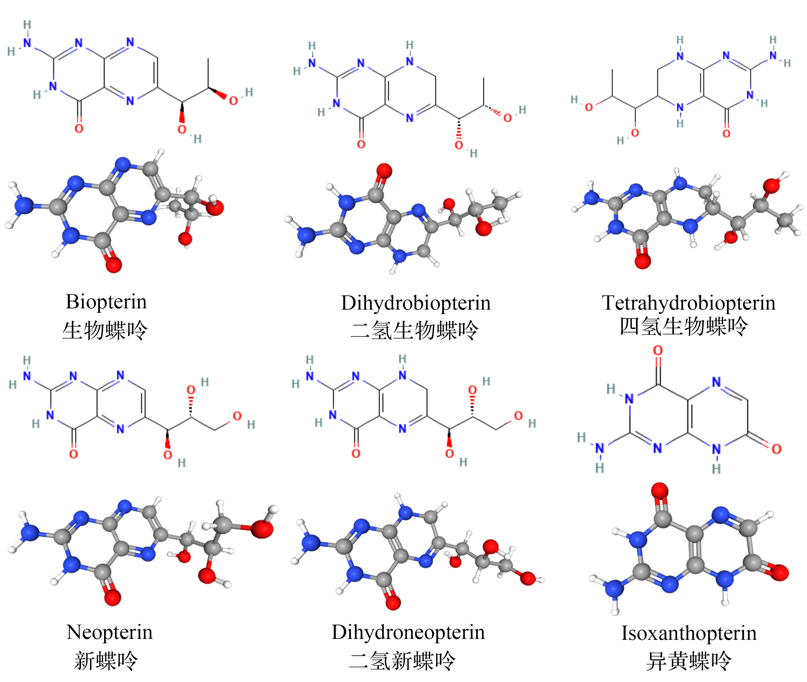 Biopterin
生物蝶呤
Dihydrobiopterin
二氢生物蝶呤
Tetrahydrobiopterin
四氢生物蝶呤
Neopterin
新蝶呤
Dihydroneopterin
二氢新蝶呤
Isoxanthopterin
异黄蝶呤